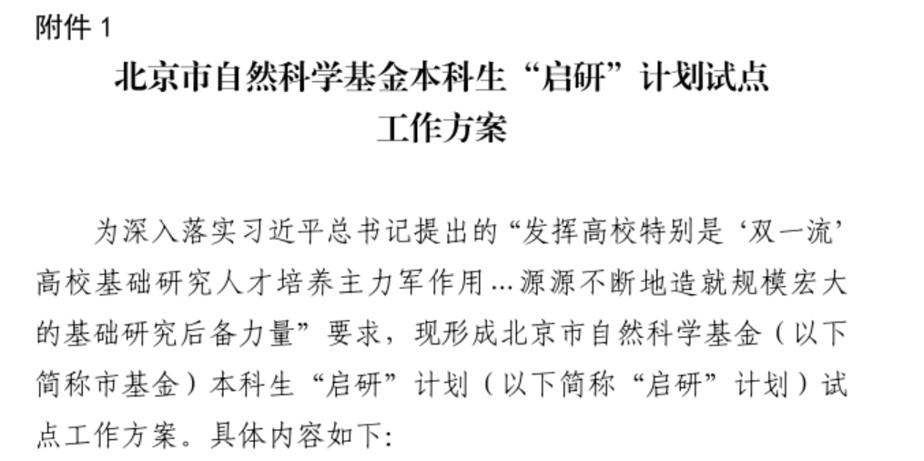 附件 1
北京市自然科学基金本科生“启研”计划试点
工作方案
为深入落实习近平总书记提出的“发挥高校特别是‘双一流’
高校基础研究人才培养主力军作用…源源不断地造就规模宏大
的基础研究后备力量”要求，现形成北京市自然科学基金（以下
简称市基金）本科生“启研”计划（以下简称“启研”计划）试
点工作方案。具体内容如下：